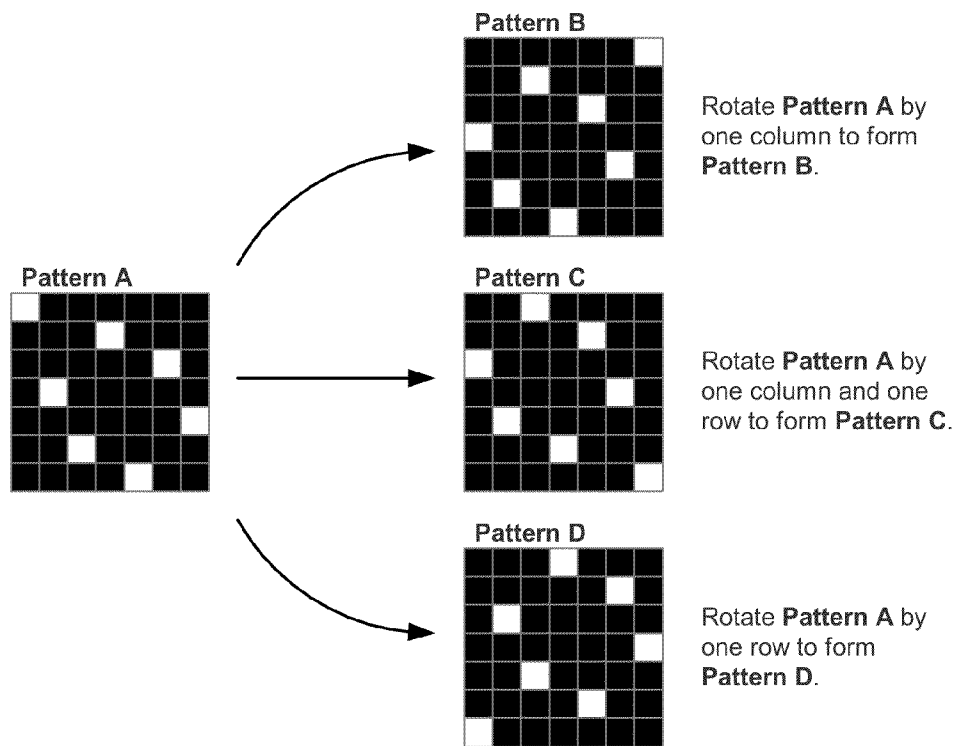 Pattern B
Rotate Pattern A by
one column to form
Pattern B.
Pattern A
Pattern C
Rotate Pattern A by
one column and one
row to form Pattern C.
Pattern D
Rotate Pattern A by
one row to form
Pattern D.